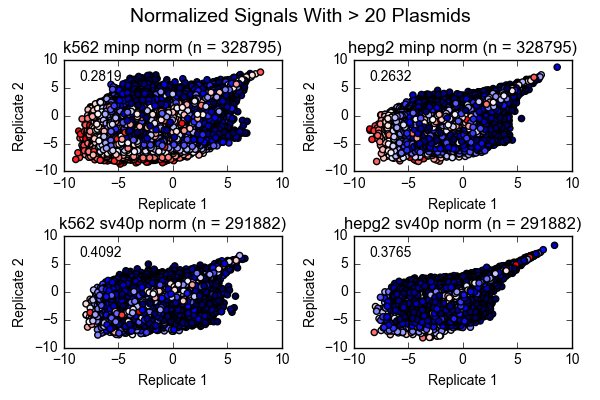 Normalized Signals With > 20 Plasmids
k562 minp norm (n = 328795)
hepg2 minp norm (n = 328795)
10
5
0
−5
−10
Replicate 2
0.2819
−10 −5 0 5 10
Replicate 1
10
5
0
−5
−10
Replicate 2
0.2632
−10 −5 0 5 10
Replicate 1
k562 sv40p norm (n = 291882)
hepg2 sv40p norm (n = 291882)
10
5
0
−5
−10
Replicate 2
0.4092
−10 −5 0 5 10
Replicate 1
10
5
0
−5
−10
Replicate 2
0.3765
−10 −5 0 5 10
Replicate 1